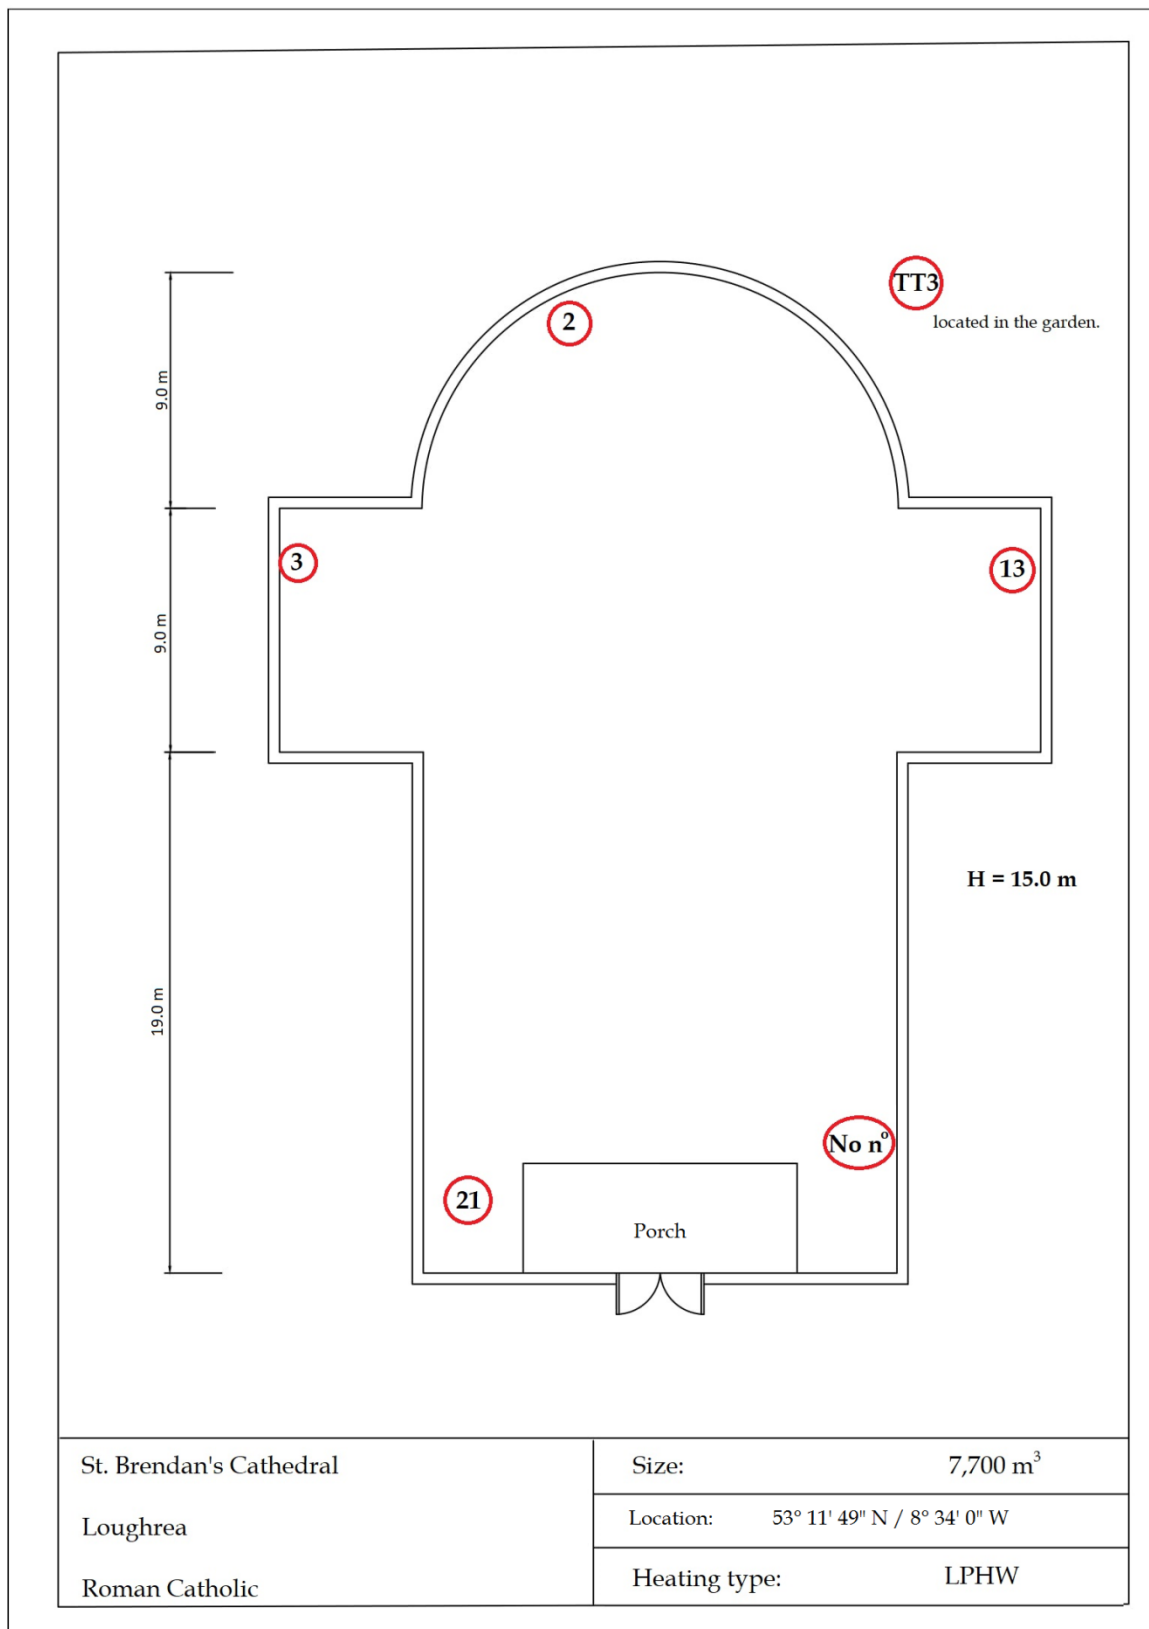 TT3
located in the garden.
2
9.0 m
3
13
9.0 m
H = 15.0 m
19.0 m
No nº
21
Porch
St. Brendan's Cathedral
Loughrea
Roman Catholic
Size: 7,700 m³
Location: 53° 11' 49" N / 8° 34' 0" W
Heating type: LPHW